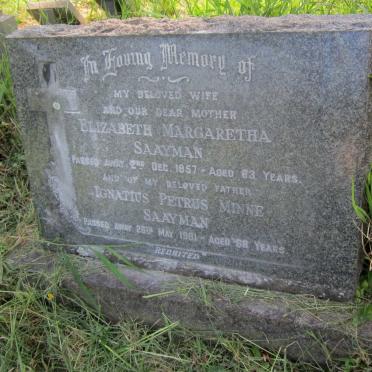 In Loving Memory of
MY BELOVED WIFE
AND OUR DEAR MOTHER
ELIZABETH MARGARETHA
SAAYMAN
PASSED AWAY 2ND DEC. 1957 - AGED 63 YEARS.
AND OF MY BELOVED FATHER
IGNATIUS PETRUS MINNE
SAAYMAN
PASSED AWAY 26TH MAY 1961 - AGED 68 YEARS
REUNITED